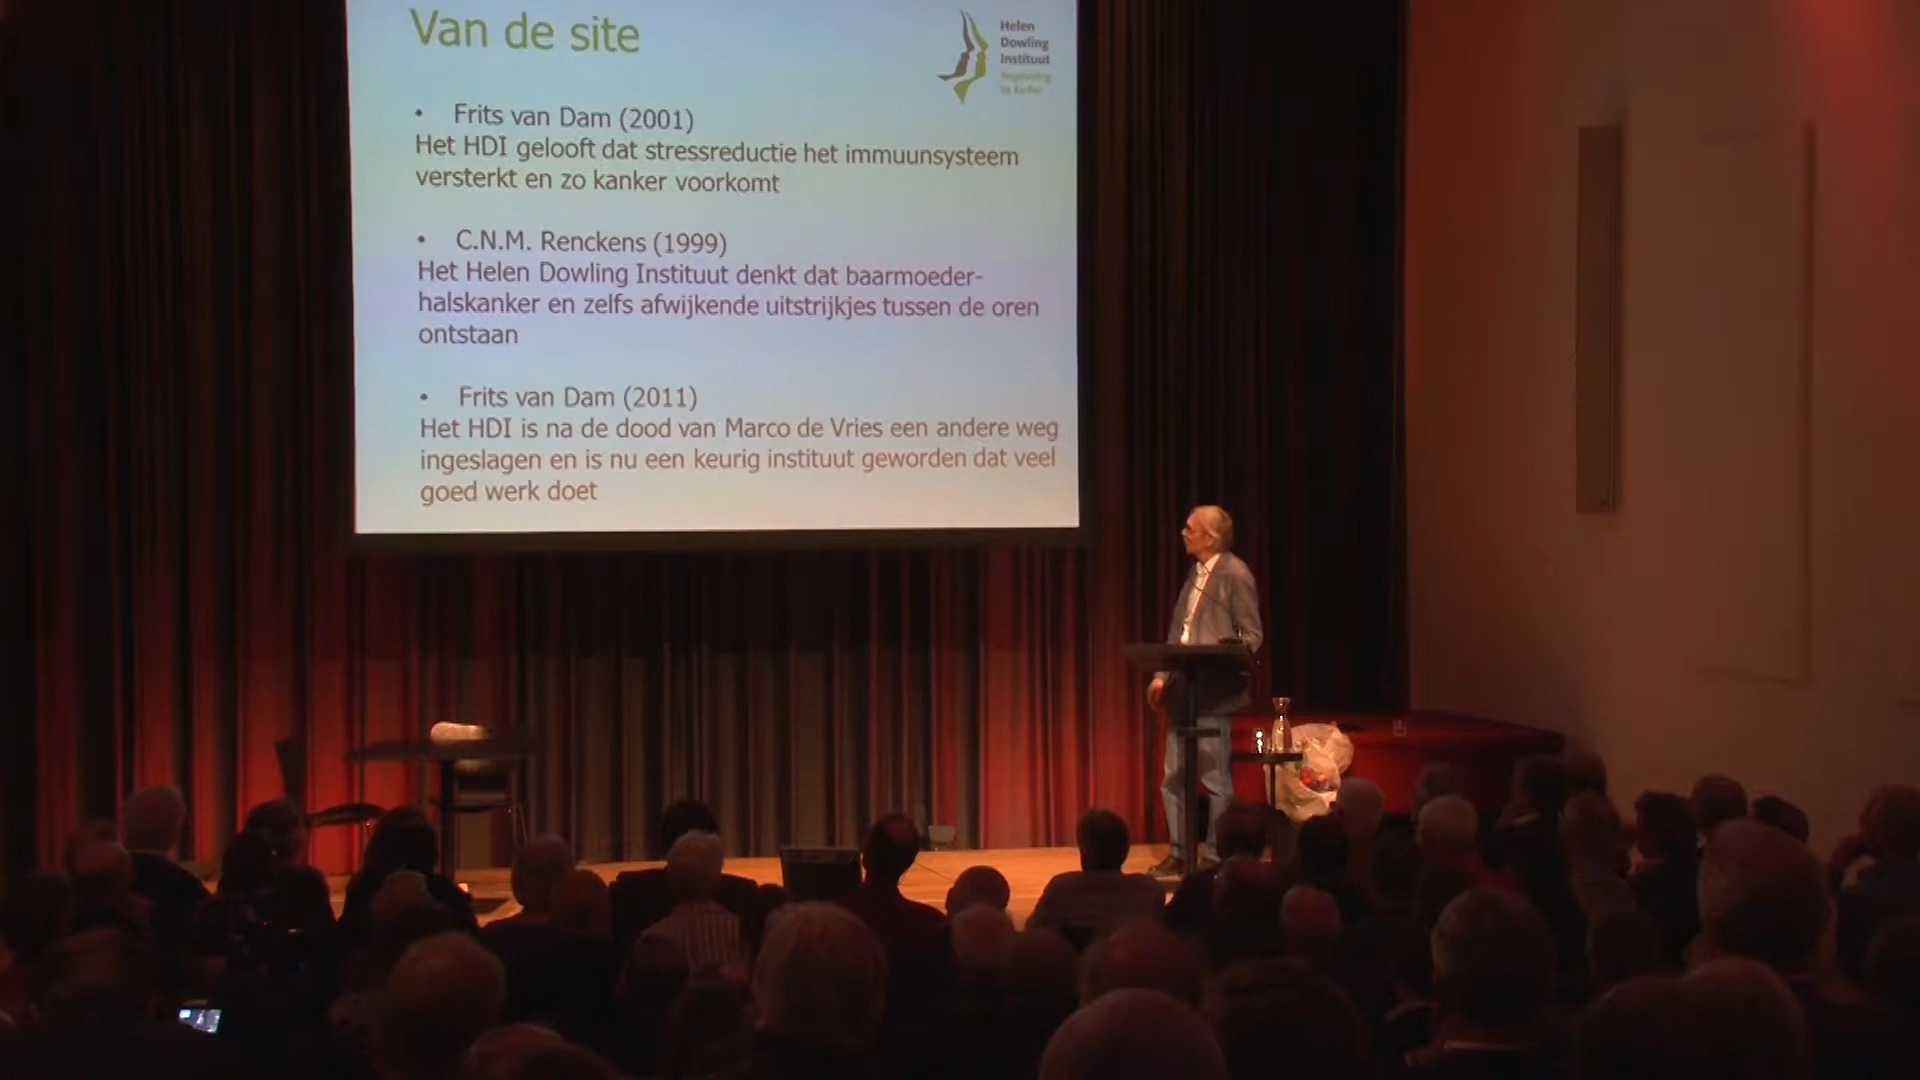 Van de site
Helen
Dowling
Instituut
• Frits van Dam (2001)
Het HDI gelooft dat stressreductie het immuunsysteem
versterkt en zo kanker voorkomt
• C.N.M. Renckens (1999)
Het Helen Dowling Instituut denkt dat baarmoeder-
halskanker en zelfs afwijkende uitstrijkjes tussen de oren
ontstaan
• Frits van Dam (2011)
Het HDI is na de dood van Marco de Vries een andere weg
ingeslagen en is nu een keurig instituut geworden dat veel
goed werk doet